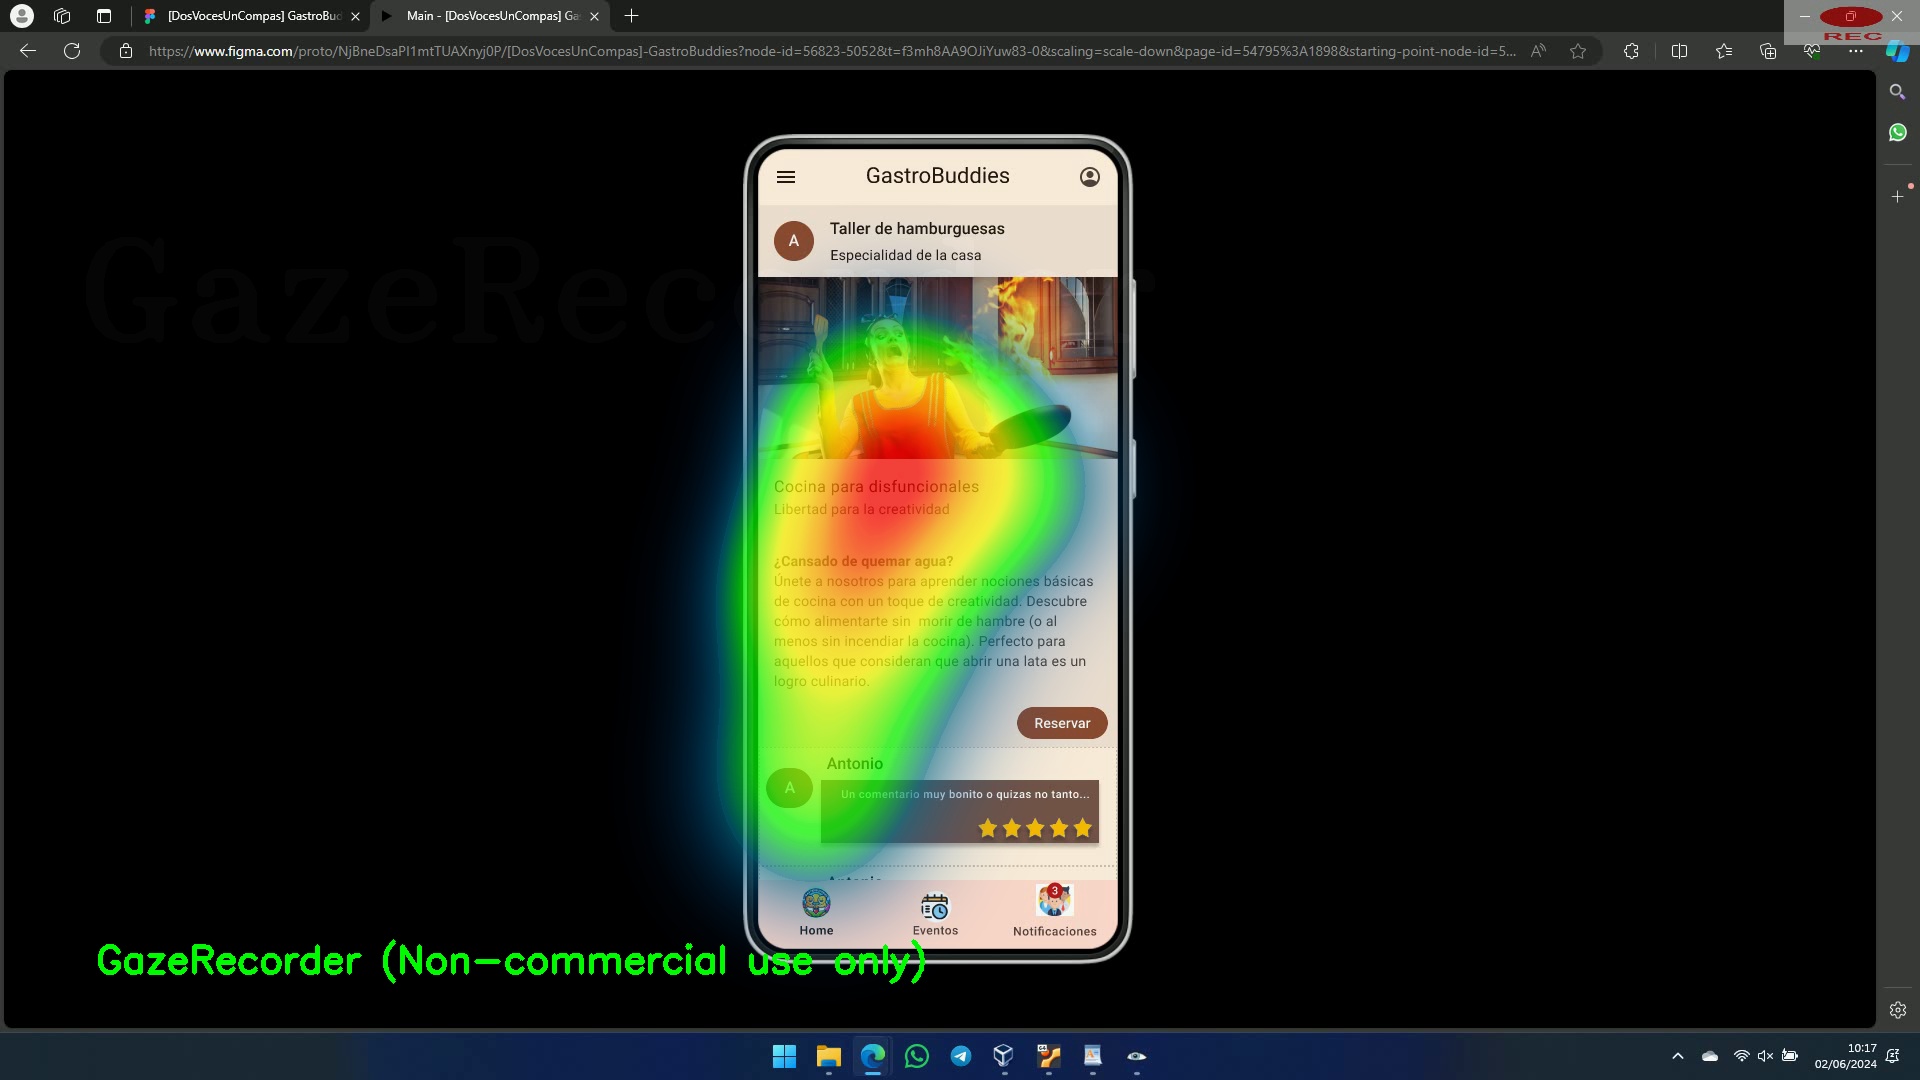 [DosVocesUnCompas] GastroBud
Main - [DosVocesUnCompas] Ga
REC
https://www.figma.com/proto/NjBneDsaPI1mtTUAXnyj0P/[DosVocesUnCompas]-GastroBuddies?node-id=56823-5052&t=f3mh8AA9OJiYuw83-0&scaling=scale-down&page-id=54795%3A1898&starting-point-node-id=5...
GastroBuddies
A
Taller de hamburguesas
Especialidad de la casa
GazeRecorder
Cocina para disfuncionales
Libertad para la creatividad
¿Cansado de quemar agua?
Únete a nosotros para aprender nociones básicas
de cocina con un toque de creatividad. Descubre
cómo alimentarte sin morir de hambre (o al
menos sin incendiar la cocina). Perfecto para
aquellos que consideran que abrir una lata es un
logro culinario.
Reservar
Antonio
A
Un comentario muy bonito o quizas no tanto...
Antonio
3
Home
Eventos
Notificaciones
GazeRecorder (Non-commercial use only)
10:17
02/06/2024